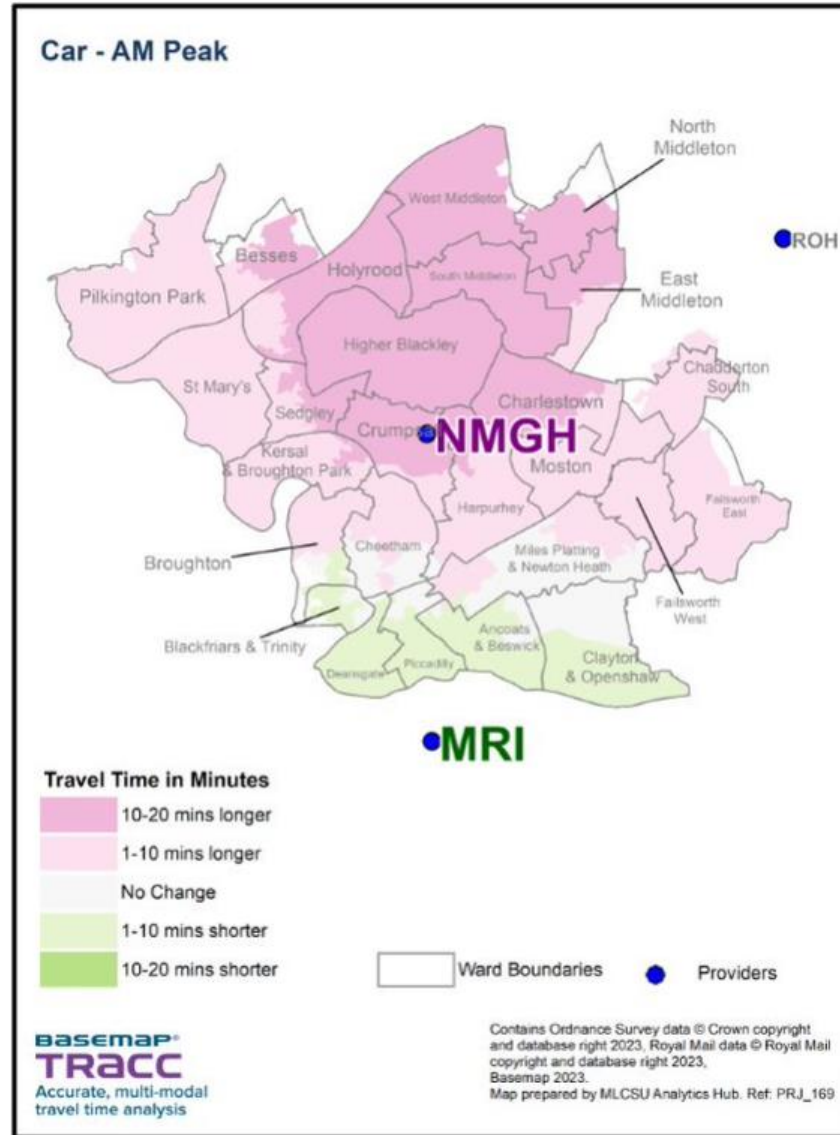 Car - AM Peak
North
Middleton
West Middleton
ROH
Besses
Holyrood
South Middleton
East
Middleton
Pilkington Park
Higher Blackley
Chadderton
South
St Mary's
Sedgley
Charlestown
Crumpsa
NMGH
Kersal
& Broughton Park
Moston
Harpurhey
Failsworth
East
Cheetham
Miles Platting
& Newton Heath
Broughton
Failsworth
West
Blackfriars & Trinity
Ancoats
& Beswick
Clayton
& Openshaw
Deansgate
Piccadilly
MRI
Travel Time in Minutes
10-20 mins longer
1-10 mins longer
No Change
1-10 mins shorter
10-20 mins shorter
Ward Boundaries
Providers
BASEMAP®
TRACC
Accurate, multi-modal
travel time analysis
Contains Ordnance Survey data © Crown copyright
and database right 2023, Royal Mail data © Royal Mail
copyright and database right 2023,
Basemap 2023.
Map prepared by MLCSU Analytics Hub. Ref: PRJ_169